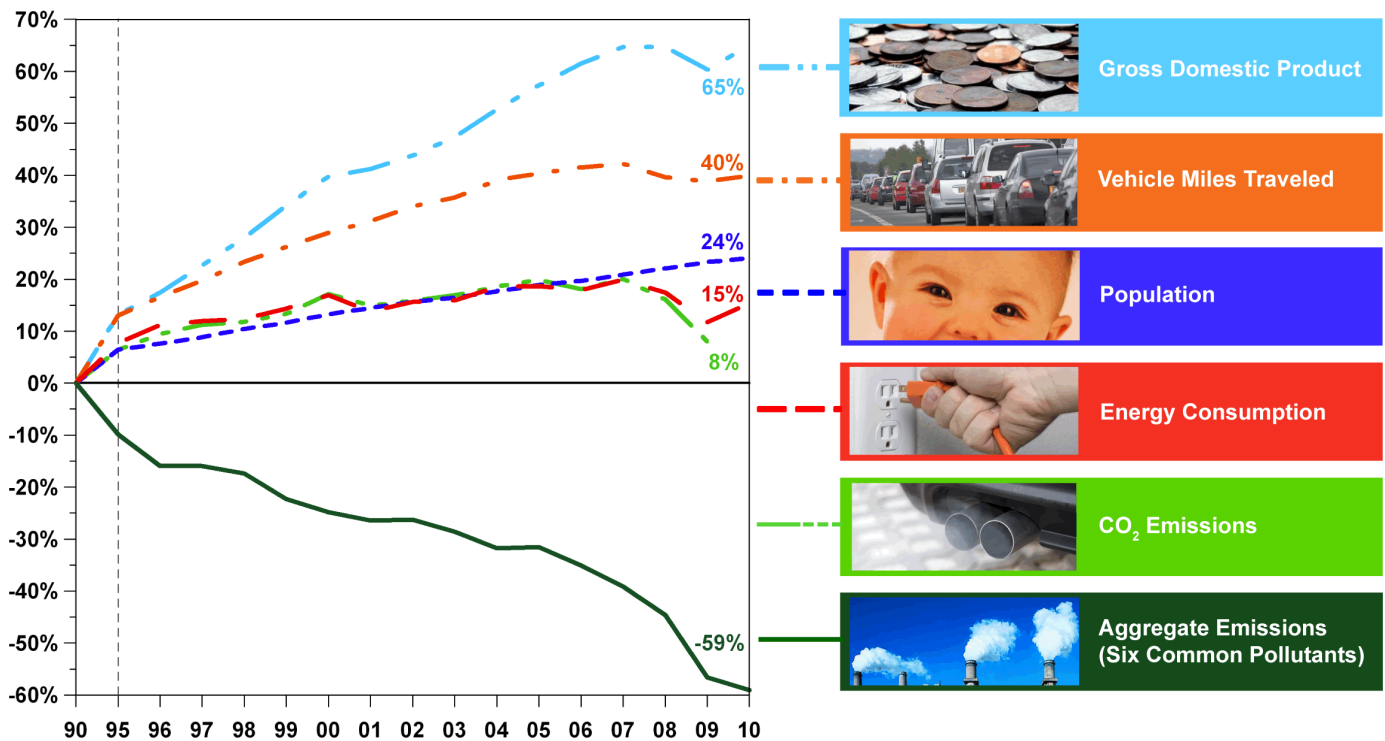 70%
60%
50%
40%
30%
20%
10%
0%
-10%
-20%
-30%
-40%
-50%
-60%
90 95 96 97 98 99 00 01 02 03 04 05 06 07 08 09 10
65%
40%
24%
15%
8%
-59%
Gross Domestic Product
Vehicle Miles Traveled
Population
Energy Consumption
CO₂ Emissions
Aggregate Emissions
(Six Common Pollutants)